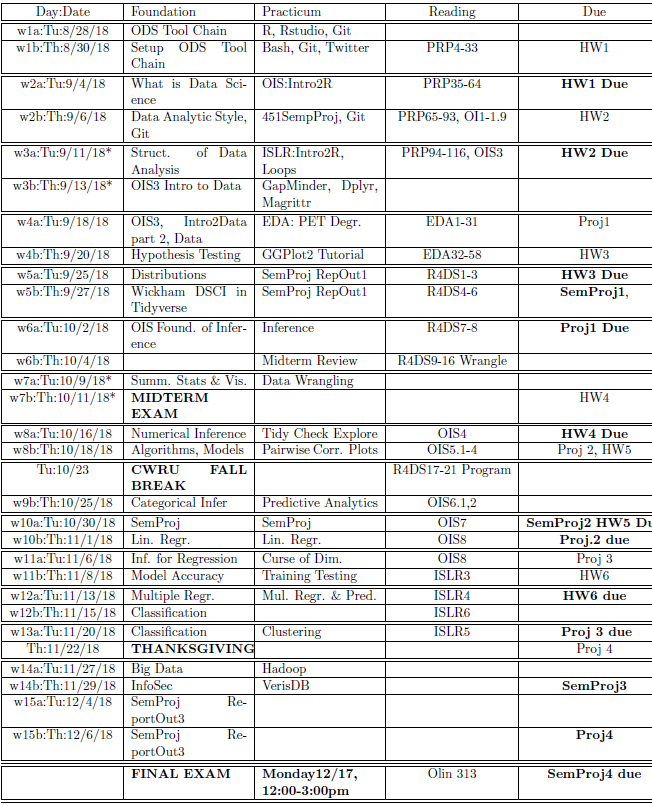 Day:Date Foundation Practicum Reading Due
w1a:Tu:8/28/18 ODS Tool Chain R, Rstudio, Git
w1b:Th:8/30/18 Setup ODS Tool Bash, Git, Twitter PRP4-33 HW1
Chain
w2a:Tu:9/4/18 What is Data Sci- OIS:Intro2R PRP35-64 HW1 Due
ence
w2b:Th:9/6/18 Data Analytic Style, 451SempProj, Git PRP65-93, OI1-1.9 HW2
Git
w3a:Tu:9/11/18* Struct. of Data ISLR:Intro2R, PRP94-116, OIS3 HW2 Due
Analysis Loops
w3b:Th:9/13/18* OIS3 Intro to Data GapMinder, Dplyr,
Magrittr
w4a:Tu:9/18/18 OIS3, Intro2Data EDA: PET Degr. EDA1-31 Proj1
part 2, Data
w4b:Th:9/20/18 Hypothesis Testing GGPlot2 Tutorial EDA32-58 HW3
w5a:Tu:9/25/18 Distributions SemProj RepOut1 R4DS1-3 HW3 Due
w5b:Th:9/27/18 Wickham DSCI in SemProj RepOut1 R4DS4-6 SemProj1,
Tidyverse
w6a:Tu:10/2/18 OIS Found. of Infer- Inference R4DS7-8 Proj1 Due
ence
w6b:Th:10/4/18 Midterm Review R4DS9-16 Wrangle
w7a:Tu:10/9/18* Summ. Stats & Vis. Data Wrangling
w7b:Th:10/11/18* MIDTERM HW4
EXAM
w8a:Tu:10/16/18 Numerical Inference Tidy Check Explore OIS4 HW4 Due
w8b:Th:10/18/18 Algorithms, Models Pairwise Corr. Plots OIS5.1-4 Proj 2, HW5
Tu:10/23 CWRU FALL R4DS17-21 Program
BREAK
w9b:Th:10/25/18 Categorical Infer Predictive Analytics OIS6.1,2
w10a:Tu:10/30/18 SemProj SemProj OIS7 SemProj2 HW5 Du
w10b:Th:11/1/18 Lin. Regr. Lin. Regr. OIS8 Proj.2 due
w11a:Tu:11/6/18 Inf. for Regression Curse of Dim. OIS8 Proj 3
w11b:Th:11/8/18 Model Accuracy Training Testing ISLR3 HW6
w12a:Tu:11/13/18 Multiple Regr. Mul. Regr. & Pred. ISLR4 HW6 due
w12b:Th:11/15/18 Classification ISLR6
w13a:Tu:11/20/18 Classification Clustering ISLR5 Proj 3 due
Th:11/22/18 THANKSGIVING Proj 4
w14a:Tu:11/27/18 Big Data Hadoop
w14b:Th:11/29/18 InfoSec VerisDB SemProj3
w15a:Tu:12/4/18 SemProj Re-
portOut3
w15b:Th:12/6/18 SemProj Re- Proj4
portOut3
FINAL EXAM Monday12/17, Olin 313 SemProj4 due
12:00-3:00pm